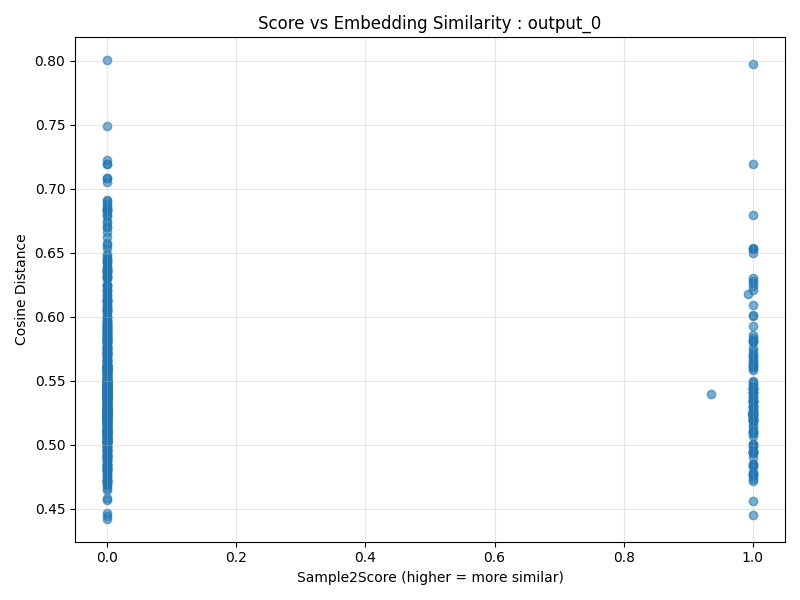 Score vs Embedding Similarity : output_0
Cosine Distance
0.80
0.75
0.70
0.65
0.60
0.55
0.50
0.45
0.0 0.2 0.4 0.6 0.8 1.0
Sample2Score (higher = more similar)